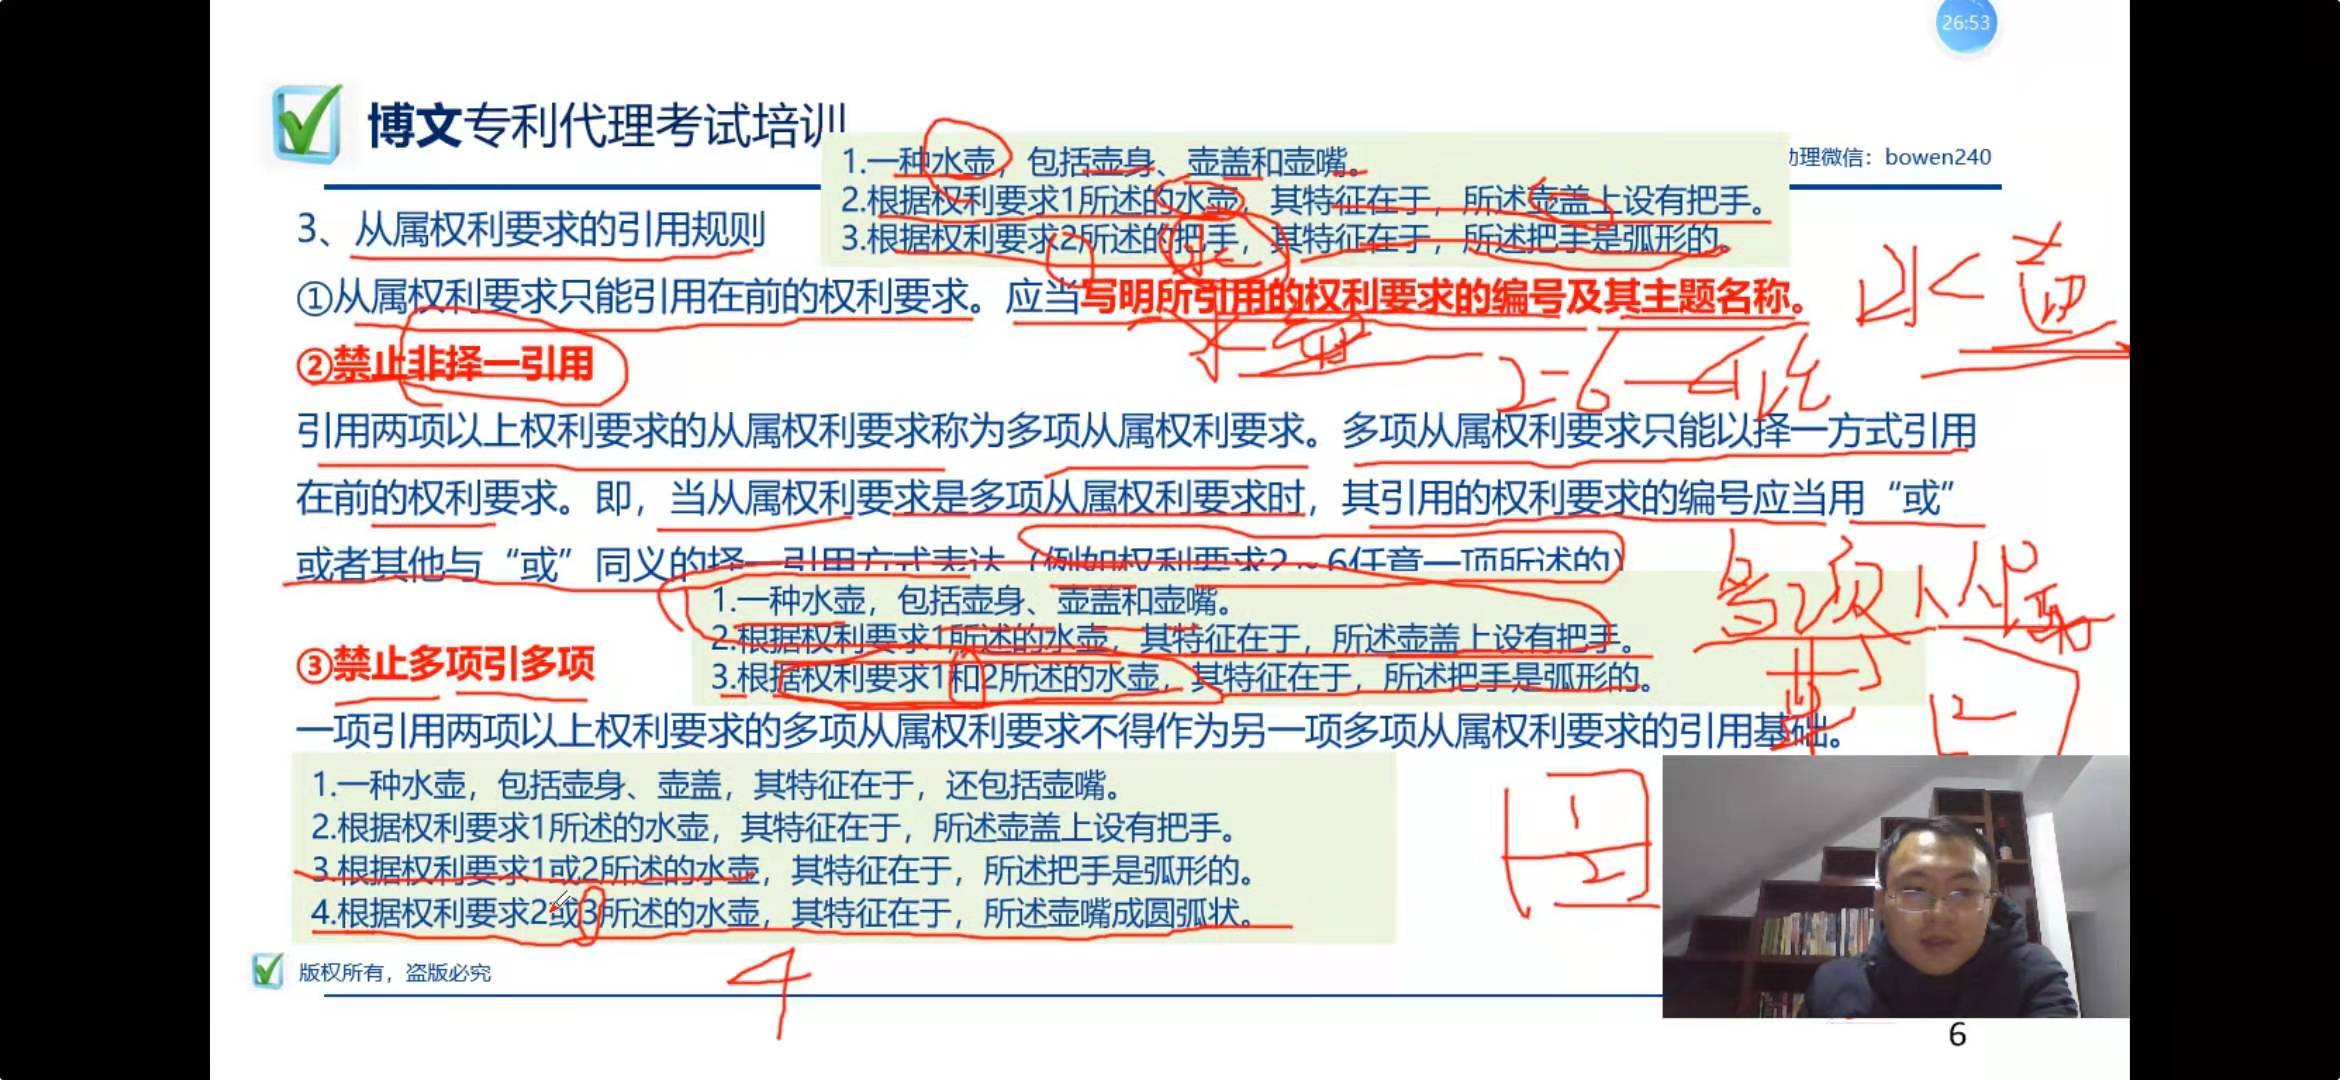 26:53
博文专利代理考试培训
助理微信：bowen240
1.一种水壶，包括壶身、壶盖和壶嘴。
2.根据权利要求1所述的水壶，其特征在于，所述壶盖上设有把手。
3.根据权利要求2所述的把手，其特征在于，所述把手是弧形的。
3、从属权利要求的引用规则
①从属权利要求只能引用在前的权利要求。应当写明所引用的权利要求的编号及其主题名称。
水壶
②禁止非择一引用
2-6
引用两项以上权利要求的从属权利要求称为多项从属权利要求。多项从属权利要求只能以择一方式引用
在前的权利要求。即，当从属权利要求是多项从属权利要求时，其引用的权利要求的编号应当用“或”
或者其他与“或”同义的择一引用方式表达（例如权利要求2～6任意一项所述的）
1.一种水壶，包括壶身、壶盖和壶嘴。
2.根据权利要求1所述的水壶，其特征在于，所述壶盖上设有把手。
3.根据权利要求1和2所述的水壶，其特征在于，所述把手是弧形的。
③禁止多项引多项
一项引用两项以上权利要求的多项从属权利要求不得作为另一项多项从属权利要求的引用基础。
1.一种水壶，包括壶身、壶盖，其特征在于，还包括壶嘴。
2.根据权利要求1所述的水壶，其特征在于，所述壶盖上设有把手。
3.根据权利要求1或2所述的水壶，其特征在于，所述把手是弧形的。
4.根据权利要求2或3所述的水壶，其特征在于，所述壶嘴成圆弧状。
1
2
4
版权所有，盗版必究
6